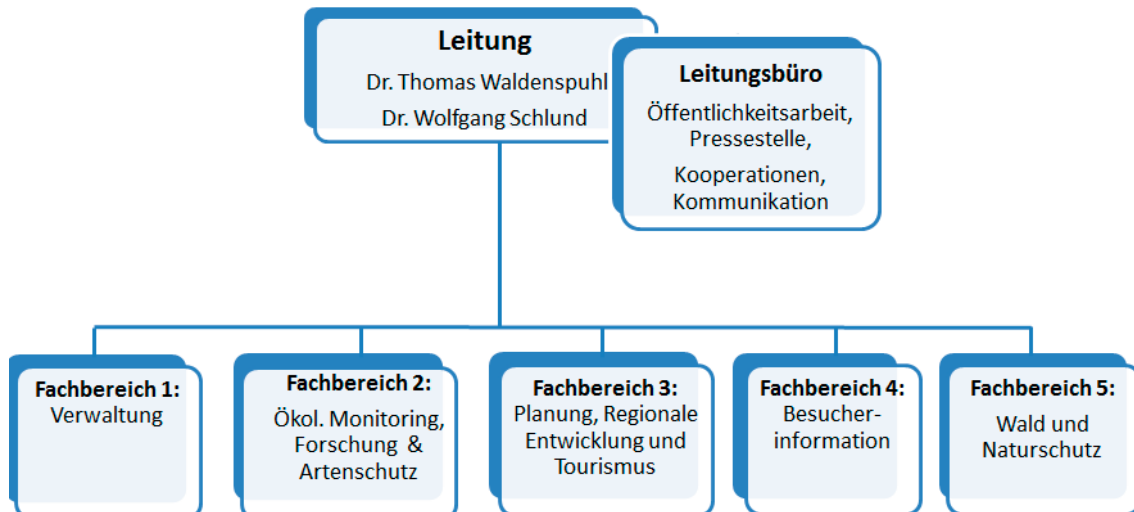 Leitung
Dr. Thomas Waldenspuhl
Dr. Wolfgang Schlund
Leitungsbüro
Öffentlichkeitsarbeit,
Pressestelle,
Kooperationen,
Kommunikation
Fachbereich 1:
Verwaltung
Fachbereich 2:
Ökol. Monitoring,
Forschung &
Artenschutz
Fachbereich 3:
Planung, Regionale
Entwicklung und
Tourismus
Fachbereich 4:
Besucher-
information
Fachbereich 5:
Wald und
Naturschutz